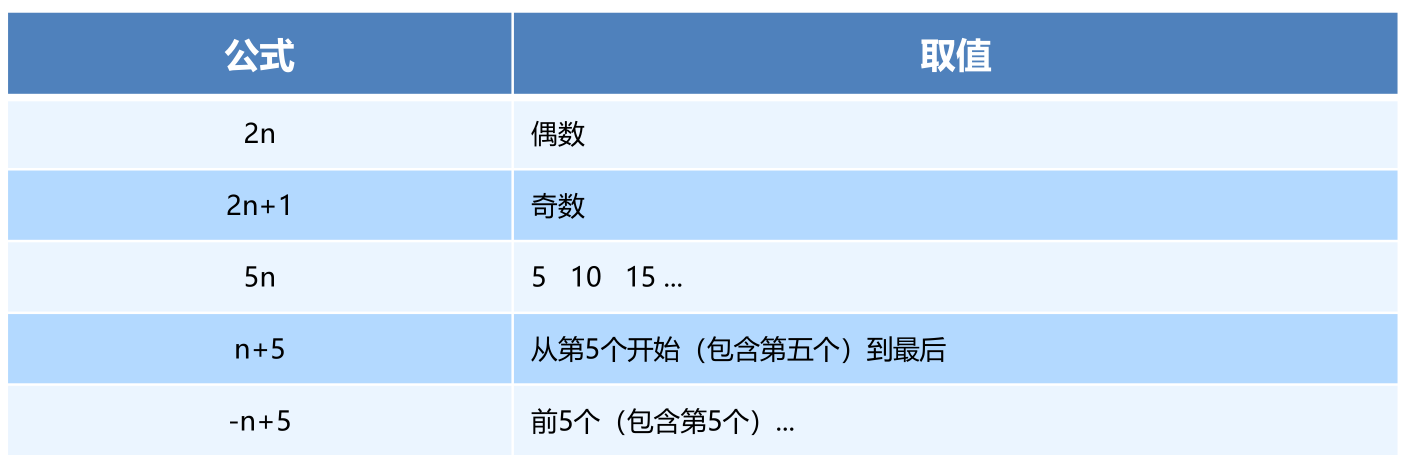 公式 取值
2n 偶数
2n+1 奇数
5n 5 10 15 ...
n+5 从第5个开始（包含第五个）到最后
-n+5 前5个（包含第5个）...